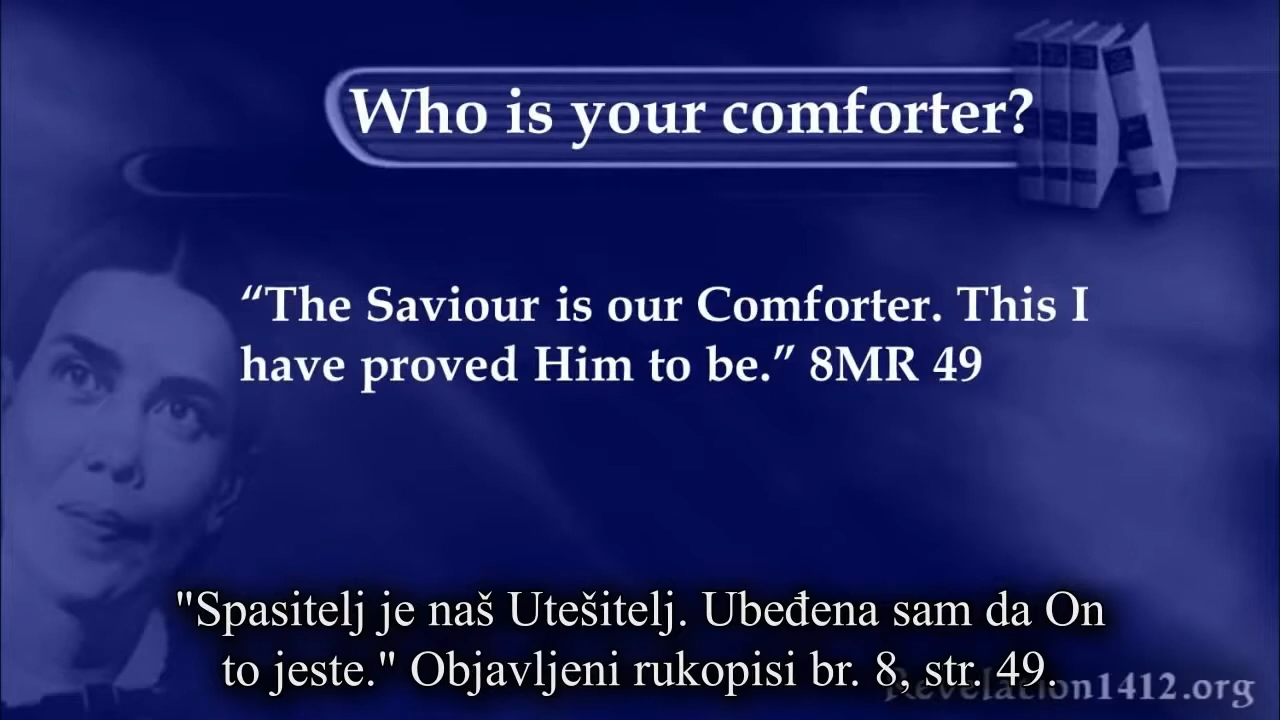 Who is your comforter?
“The Saviour is our Comforter. This I
have proved Him to be.” 8MR 49
"Spasitelj je naš Utešitelj. Ubeđena sam da On
to jeste." Objavljeni rukopisi br. 8, str. 49.
Revelation1412.org